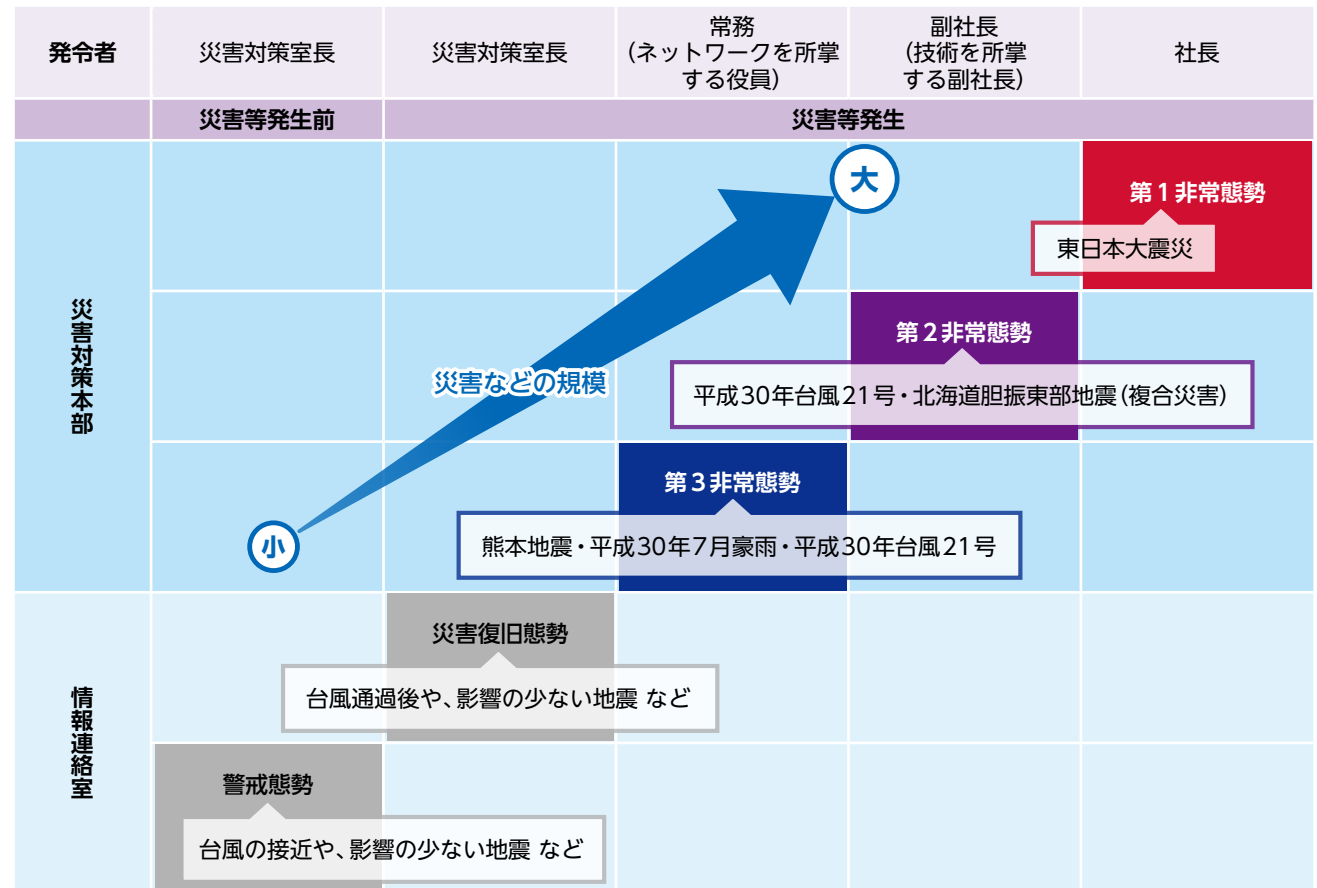 発令者
災害対策室長
災害対策室長
常務
(ネットワークを所掌
する役員)
副社長
(技術を所掌
する副社長)
社長
災害等発生前
災害等発生
災害対策本部
大
第1非常態勢
東日本大震災
第2非常態勢
災害などの規模
平成30年台風21号・北海道胆振東部地震(複合災害)
第3非常態勢
小
熊本地震・平成30年7月豪雨・平成30年台風21号
情報連絡室
災害復旧態勢
台風通過後や、影響の少ない地震 など
警戒態勢
台風の接近や、影響の少ない地震 など